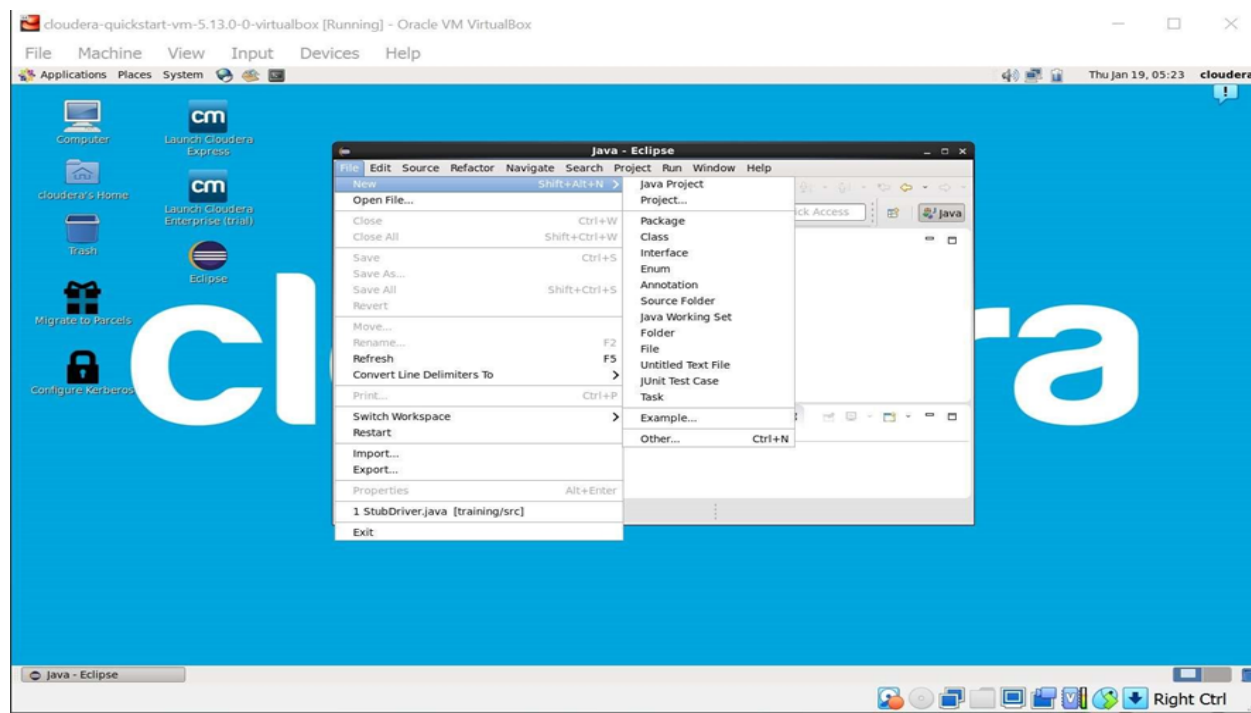 cloudera-quickstart-vm-5.13.0-0-virtualbox [Running] - Oracle VM VirtualBox
File Machine View Input Devices Help
Applications Places System Thu Jan 19, 05:23 cloudera
Computer
Launch Cloudera
Express
cloudera's Home
Launch Cloudera
Enterprise (trial)
Trash
Eclipse
Migrate to Parcels
Configure Kerberos
Java - Eclipse
File Edit Source Refactor Navigate Search Project Run Window Help
New Shift+Alt+N
Open File...
Close Ctrl+W
Close All Shift+Ctrl+W
Save Ctrl+S
Save As...
Save All Shift+Ctrl+S
Revert
Move...
Rename... F2
Refresh F5
Convert Line Delimiters To
Print... Ctrl+P
Switch Workspace
Restart
Import...
Export...
Properties Alt+Enter
1 StubDriver.java [training/src]
Exit
Java Project
Project...
Package
Class
Interface
Enum
Annotation
Source Folder
Java Working Set
Folder
File
Untitled Text File
JUnit Test Case
Task
Example...
Other... Ctrl+N
ick Access
Java
Java - Eclipse
Right Ctrl